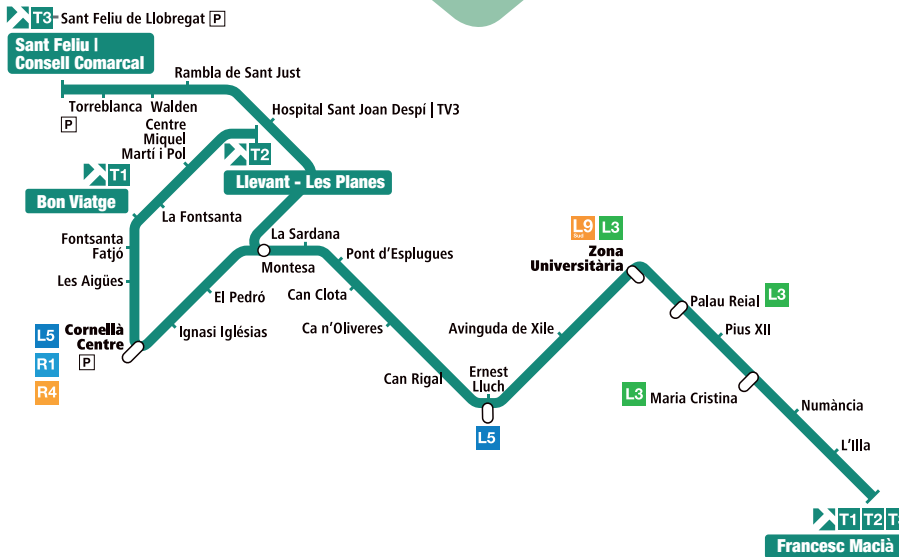 T3 Sant Feliu de Llobregat P
Sant Feliu |
Consell Comarcal
Rambla de Sant Just
Torreblanca
P
Walden
Hospital Sant Joan Despí | TV3
Centre
Miquel
Martí i Pol
T2
T1
Llevant - Les Planes
Bon Viatge
La Fontsanta
Fontsanta
Fatjó
La Sardana
Montesa
Pont d'Esplugues
L9 Sud L3
Zona
Universitària
Les Aigües
El Pedró
Can Clota
Palau Reial L3
L5 Cornellà
Centre
R1 P
R4
Ignasi Iglésias
Ca n'Oliveres
Avinguda de Xile
Pius XII
Can Rigal
Ernest
Lluch
L5
L3 Maria Cristina
Numància
L'Illa
T1 T2
Francesc Macià